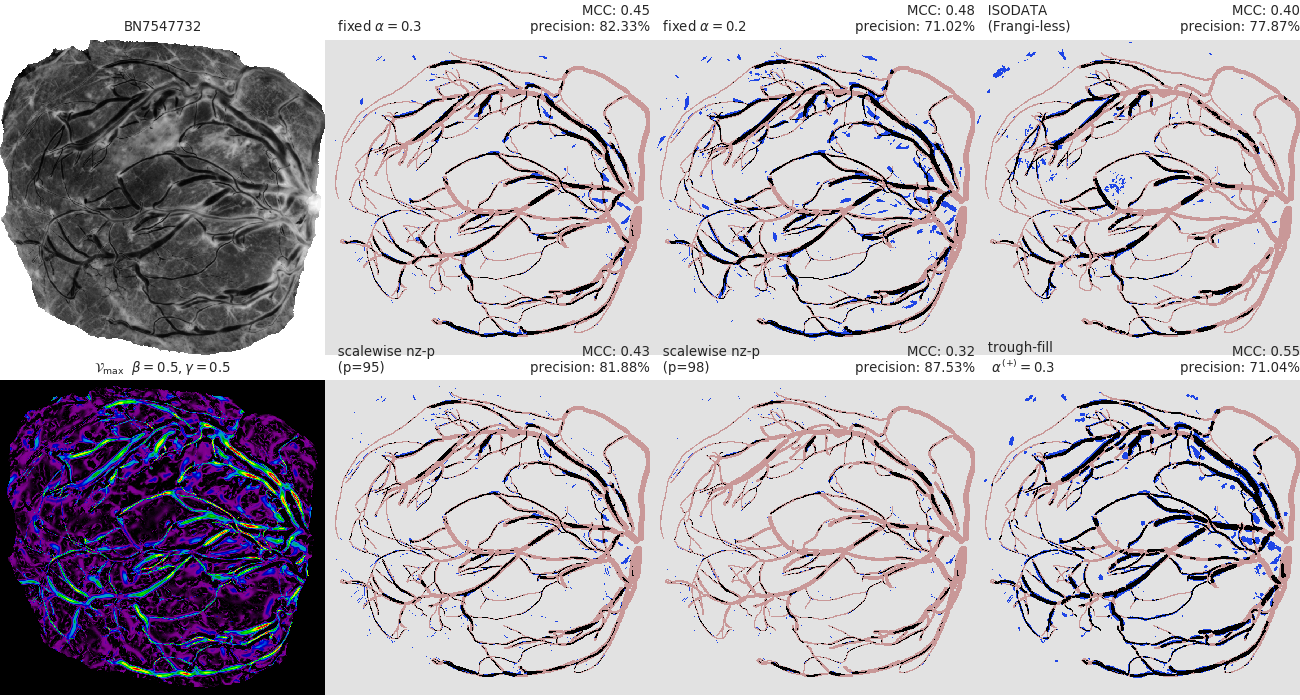 BN7547732
fixed α = 0.3
MCC: 0.45
precision: 82.33%
fixed α = 0.2
MCC: 0.48
precision: 71.02%
ISODATA
(Frangi-less)
MCC: 0.40
precision: 77.87%
𝒱max β = 0.5, γ = 0.5
scalewise nz-p
(p=95)
MCC: 0.43
precision: 81.88%
scalewise nz-p
(p=98)
MCC: 0.32
precision: 87.53%
trough-fill
α(+) = 0.3
MCC: 0.55
precision: 71.04%